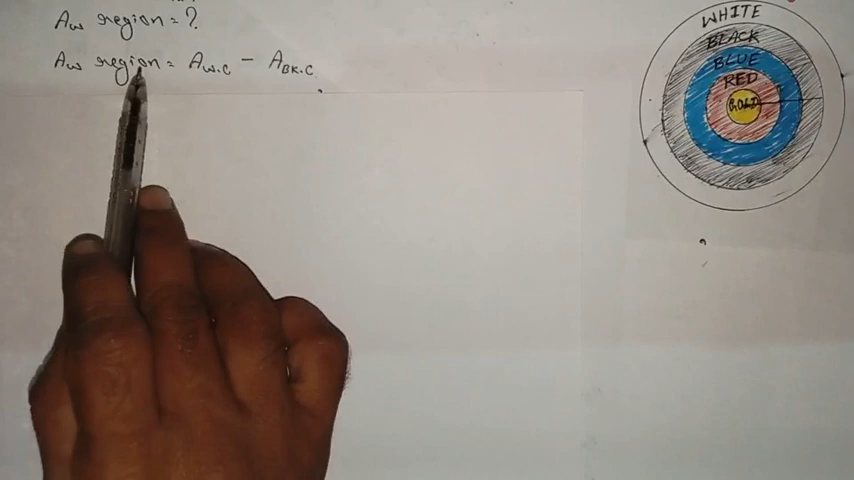 Aw region = ?
Aw region = Aw.c - ABK.C
WHITE
BLACK
BLUE
RED
GOLD